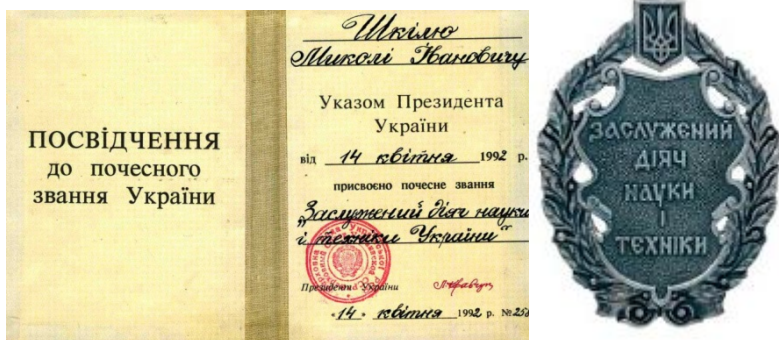 ПОСВІДЧЕННЯ
до почесного
звання України
Шкілю
Миколі Івановичу
Указом Президента
України
від 14 квітня 1992 р.
присвоєно почесне звання
„Заслужений діяч науки
і техніки України"
Президент України
«14» квітня 1992 р. №
ЗАСЛУЖЕНИЙ
ДІЯЧ
НАУКИ
І
ТЕХНІКИ